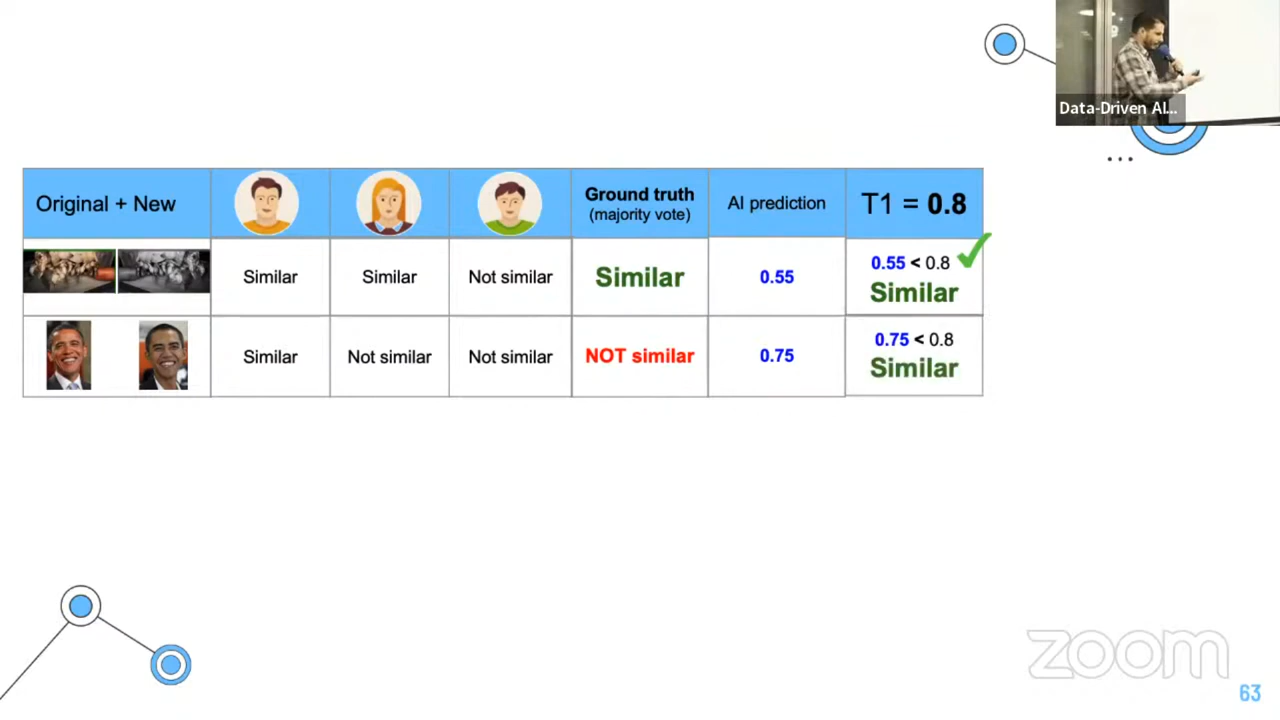 Data-Driven AI...
...
Original + New
Ground truth
(majority vote)
AI prediction
T1 = 0.8
Similar
Similar
Not similar
Similar
0.55
0.55 < 0.8
Similar
Similar
Not similar
Not similar
NOT similar
0.75
0.75 < 0.8
Similar
zoom
63